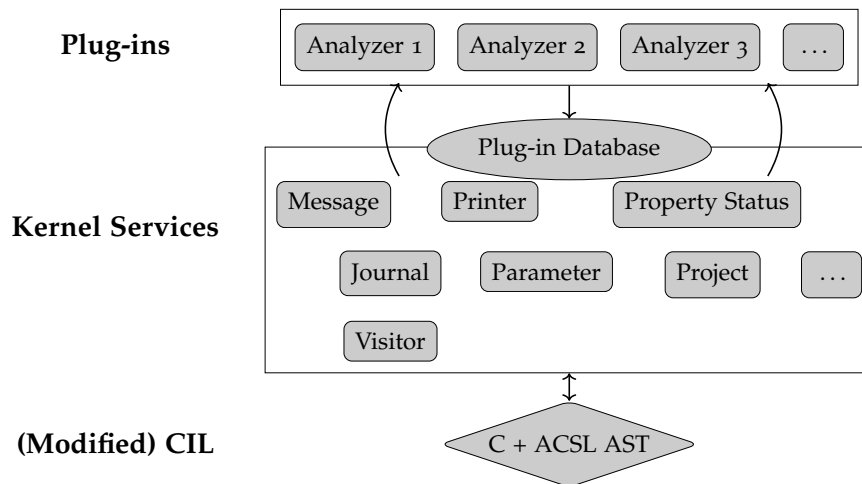 Plug-ins
Analyzer 1 Analyzer 2 Analyzer 3 ...
Plug-in Database
Kernel Services
Message Printer Property Status
Journal Parameter Project ...
Visitor
(Modified) CIL
C + ACSL AST